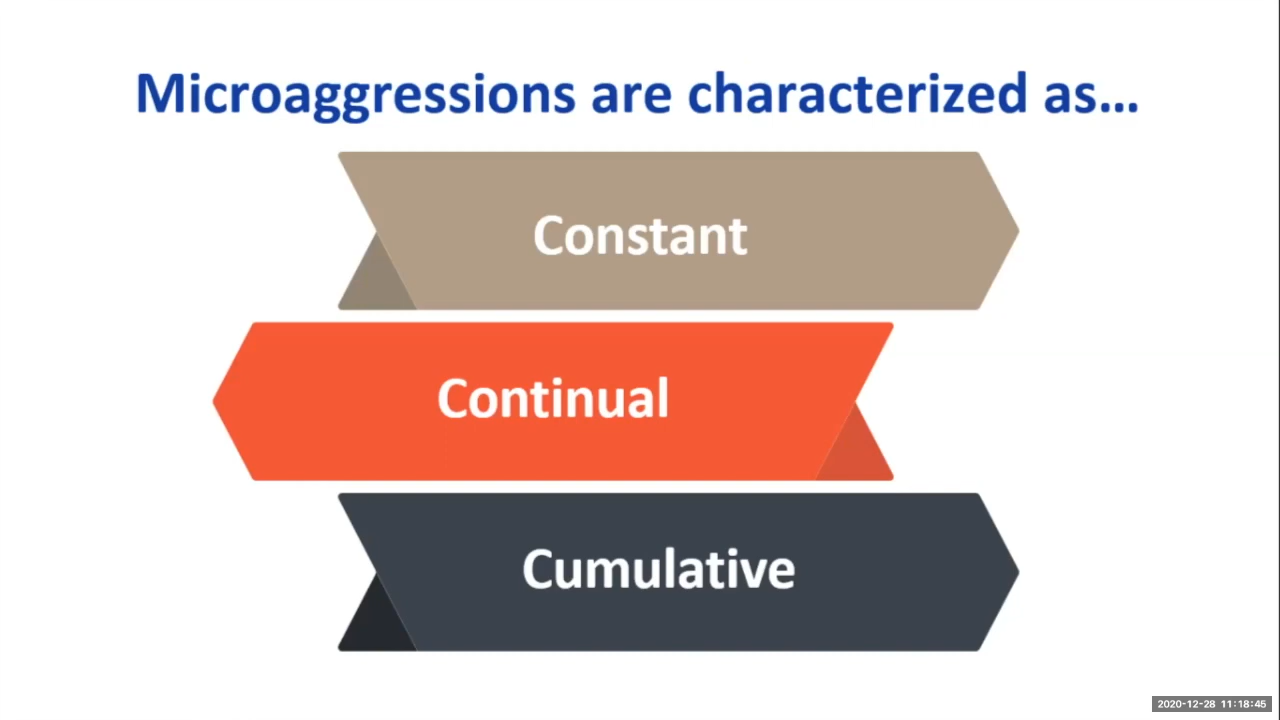 Microaggressions are characterized as...
Constant
Continual
Cumulative
2020-12-28 11:18:45